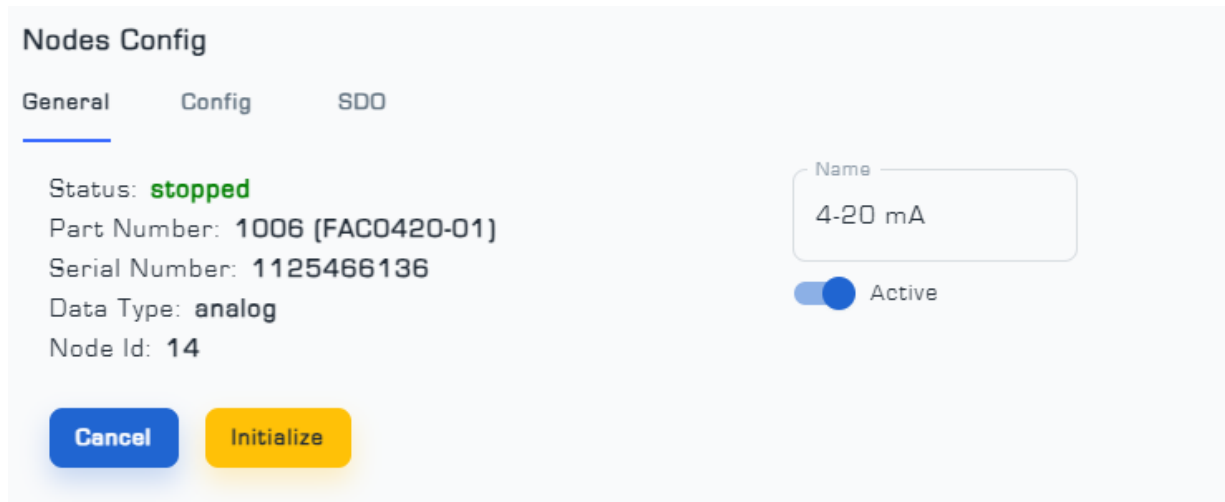 Nodes Config
General Config SDO
Status: stopped
Part Number: 1006 (FAC0420-01)
Serial Number: 1125466136
Data Type: analog
Node Id: 14
Name
4-20 mA
Active
Cancel Initialize